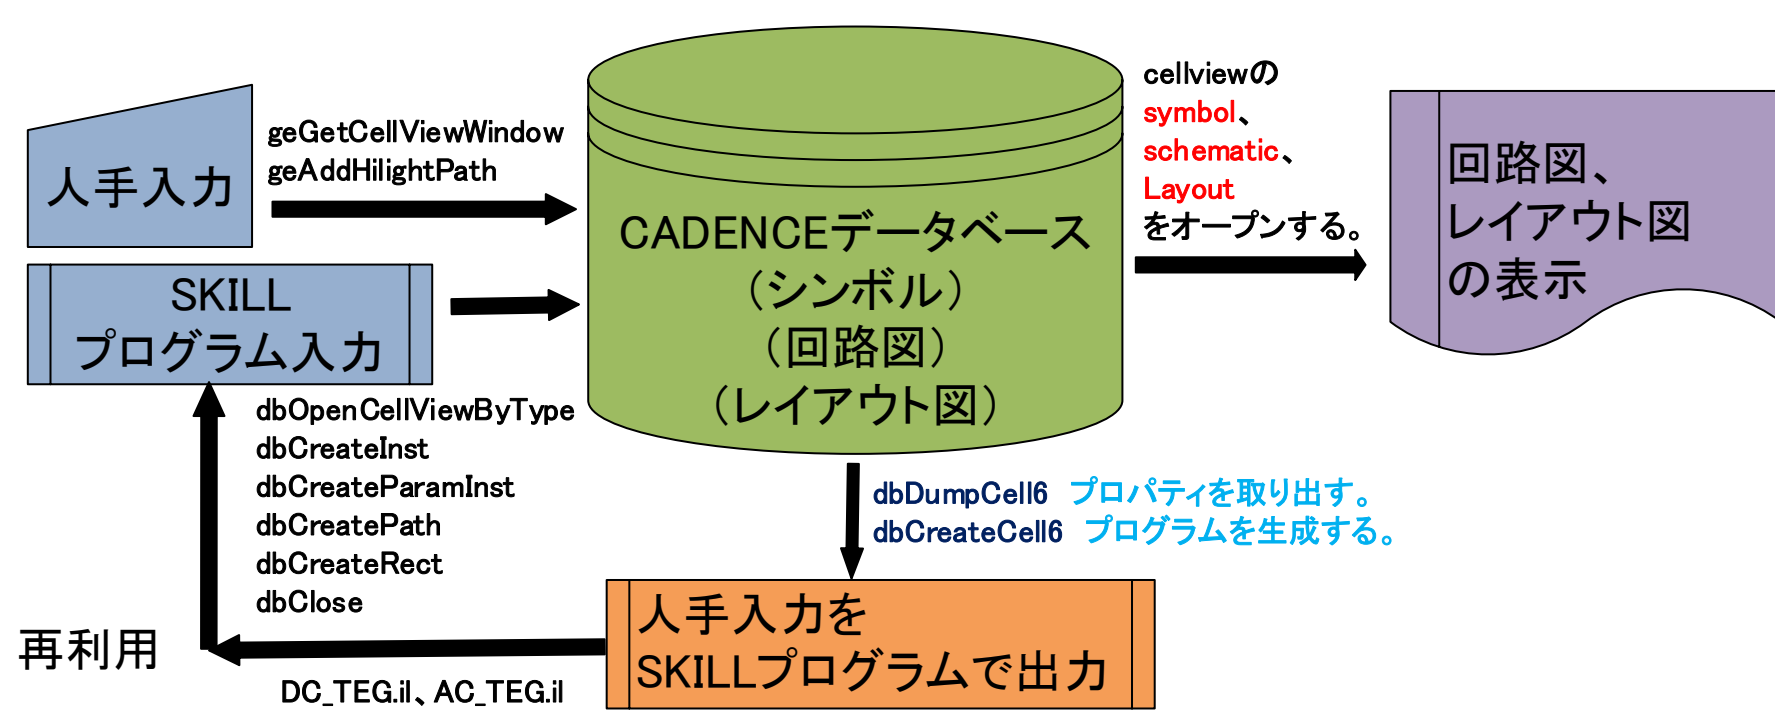 人手入力
geGetCellViewWindow
geAddHilightPath
SKILL
プログラム入力
CADENCEデータベース
（シンボル）
（回路図）
（レイアウト図）
cellviewの
symbol、
schematic、
Layout
をオープンする。
回路図、
レイアウト図
の表示
dbOpenCellViewByType
dbCreateInst
dbCreateParamInst
dbCreatePath
dbCreateRect
dbClose
dbDumpCell6 プロパティを取り出す。
dbCreateCell6 プログラムを生成する。
人手入力を
SKILLプログラムで出力
再利用
DC_TEG.il、AC_TEG.il